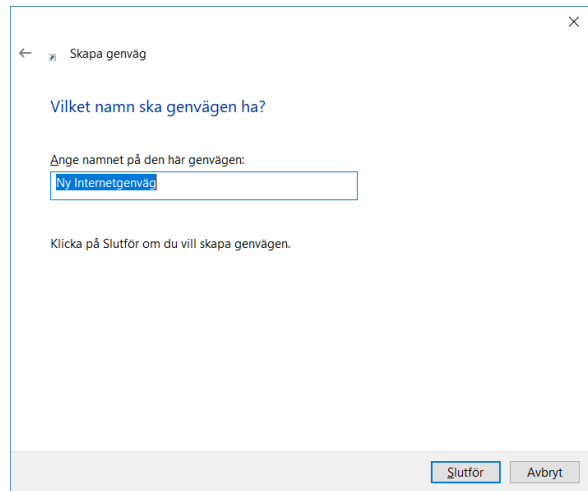 Skapa genväg
Vilket namn ska genvägen ha?
Ange namnet på den här genvägen:
Ny Internetgenväg
Klicka på Slutför om du vill skapa genvägen.
Slutför Avbryt